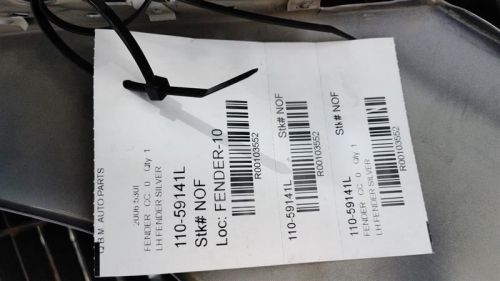 Q.B.M. AUTO PARTS
2006 530I
FENDER CC 0 Qty 1
LH FENDER SILVER
110-59141L
Stk# NOF
Loc: FENDER-10
R00103552
110-59141L
Stk# NOF
R00103552
110-59141L
Stk# NOF
FENDER CC 0 Qty 1
LH FENDER SILVER
R00103552